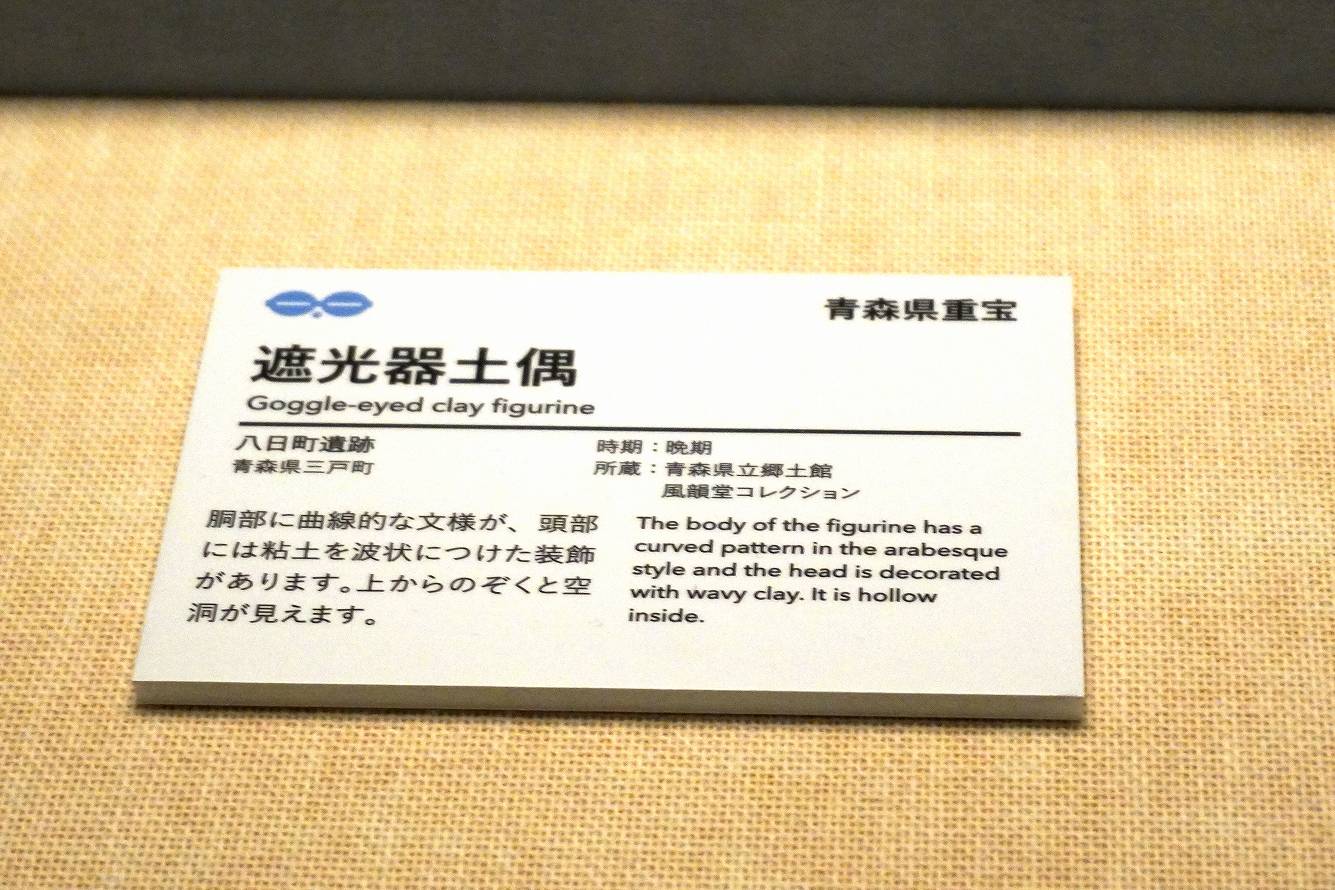 青森県重宝
遮光器土偶
Goggle-eyed clay figurine
八日町遺跡
青森県三戸町
時期：晩期
所蔵：青森県立郷土館
風韻堂コレクション
胴部に曲線的な文様が、頭部
には粘土を波状につけた装飾
があります。上からのぞくと空
洞が見えます。
The body of the figurine has a
curved pattern in the arabesque
style and the head is decorated
with wavy clay. It is hollow
inside.